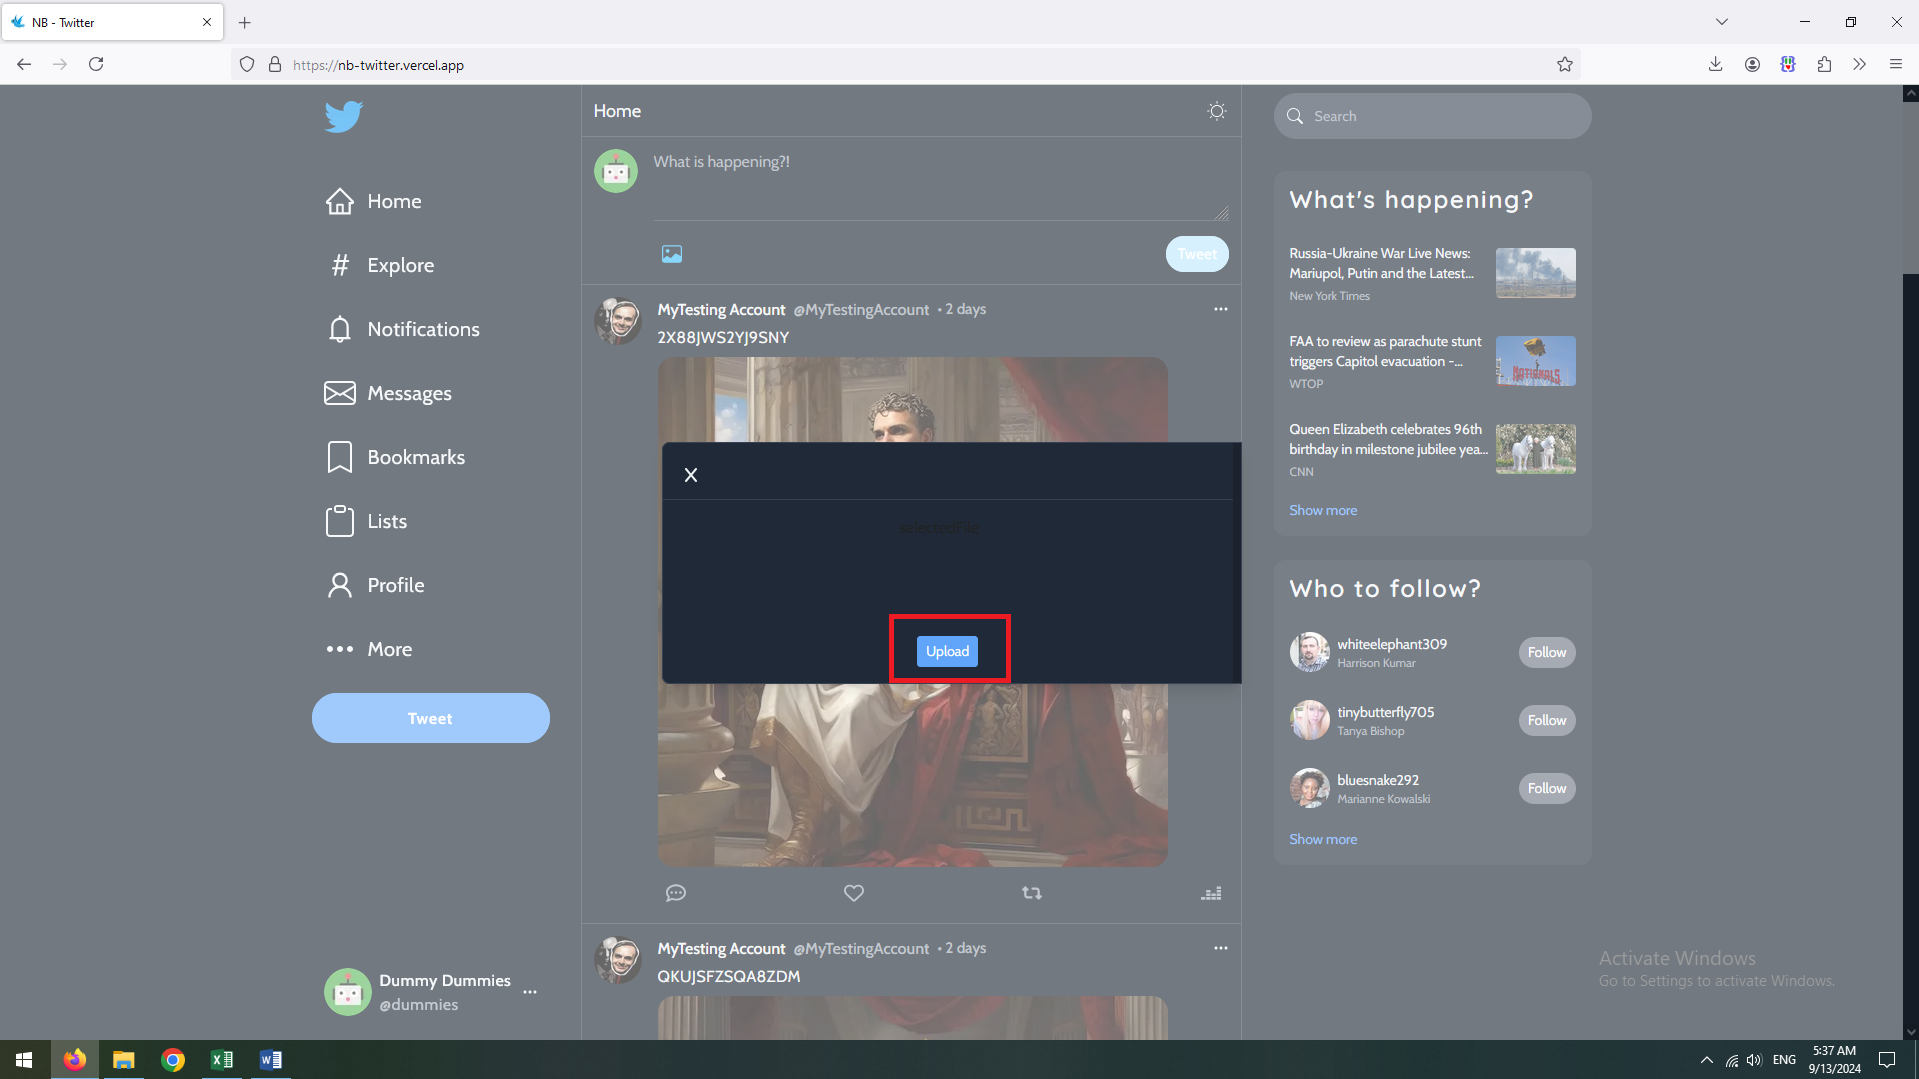 NB - Twitter
https://nb-twitter.vercel.app
Home
Explore
Notifications
Messages
Bookmarks
Lists
Profile
More
Tweet
Dummy Dummies
@dummies
Home
What is happening?!
Tweet
MyTesting Account @MyTestingAccount • 2 days
2X88JWS2YJ9SNY
X
selectedFile
Upload
MyTesting Account @MyTestingAccount • 2 days
QKUJSFZSQA8ZDM
Search
What's happening?
Russia-Ukraine War Live News:
Mariupol, Putin and the Latest...
New York Times
FAA to review as parachute stunt
triggers Capitol evacuation -...
WTOP
NATIONALS
Queen Elizabeth celebrates 96th
birthday in milestone jubilee yea...
CNN
Show more
Who to follow?
whiteelephant309
Harrison Kumar
Follow
tinybutterfly705
Tanya Bishop
Follow
bluesnake292
Marianne Kowalski
Follow
Show more
Activate Windows
Go to Settings to activate Windows.
ENG
5:37 AM
9/13/2024